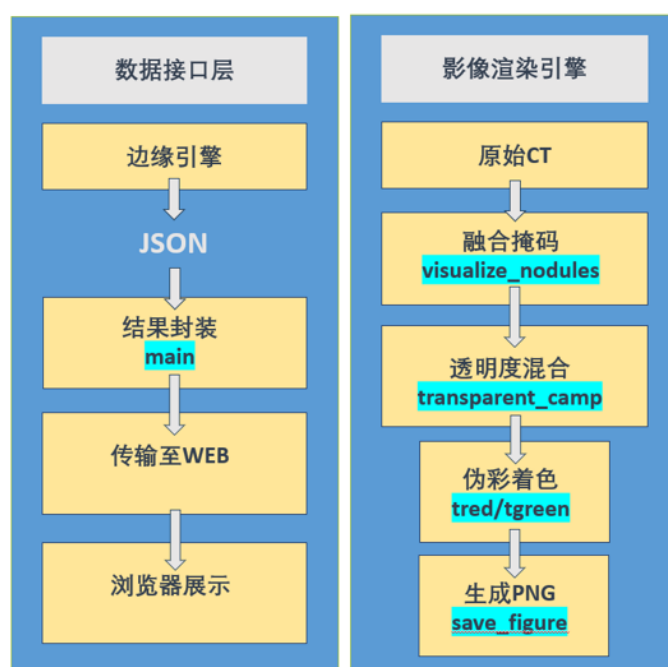 数据接口层
边缘引擎
JSON
结果封装
main
传输至WEB
浏览器展示
影像渲染引擎
原始CT
融合掩码
visualize_nodules
透明度混合
transparent_camp
伪彩着色
tred/tgreen
生成PNG
save_figure